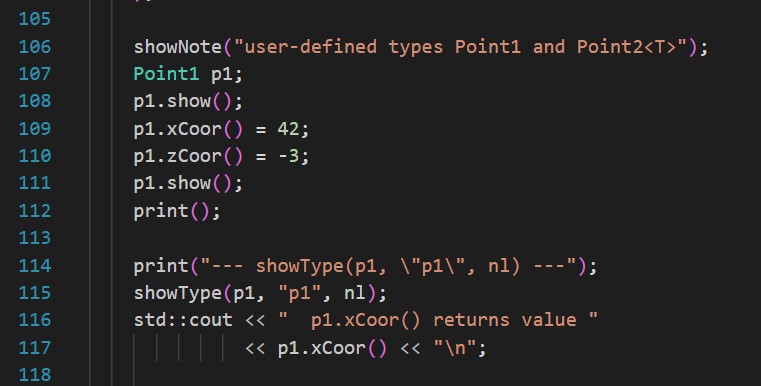 105
106 showNote("user-defined types Point1 and Point2<T>");
107 Point1 p1;
108 p1.show();
109 p1.xCoor() = 42;
110 p1.zCoor() = -3;
111 p1.show();
112 print();
113
114 print("--- showType(p1, \"p1\", nl) ---");
115 showType(p1, "p1", nl);
116 std::cout << "  p1.xCoor() returns value "
117           << p1.xCoor() << "\n";
118